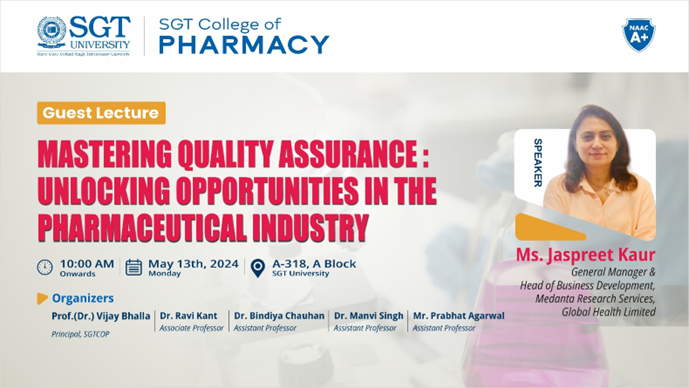 SGT
UNIVERSITY
SGT College of
PHARMACY
NAAC
A+
Guest Lecture
MASTERING QUALITY ASSURANCE :
UNLOCKING OPPORTUNITIES IN THE
PHARMACEUTICAL INDUSTRY
SPEAKER
Ms. Jaspreet Kaur
General Manager &
Head of Business Development,
Medanta Research Services,
Global Health Limited
10:00 AM
Onwards
May 13th, 2024
Monday
A-318, A Block
SGT University
Organizers
Prof.(Dr.) Vijay Bhalla
Principal, SGTCOP
Dr. Ravi Kant
Associate Professor
Dr. Bindiya Chauhan
Assistant Professor
Dr. Manvi Singh
Assistant Professor
Mr. Prabhat Agarwal
Assistant Professor